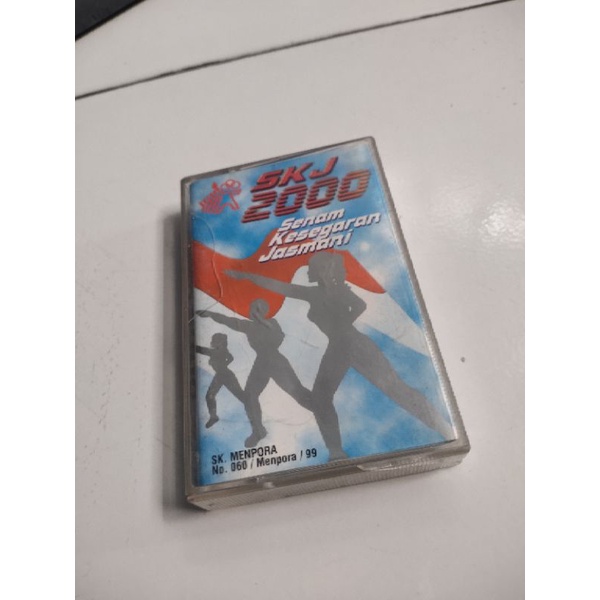 SKJ
2000
Senam
Kesegaran
Jasmani
SK. MENPORA
No. 060 / Menpora / 99